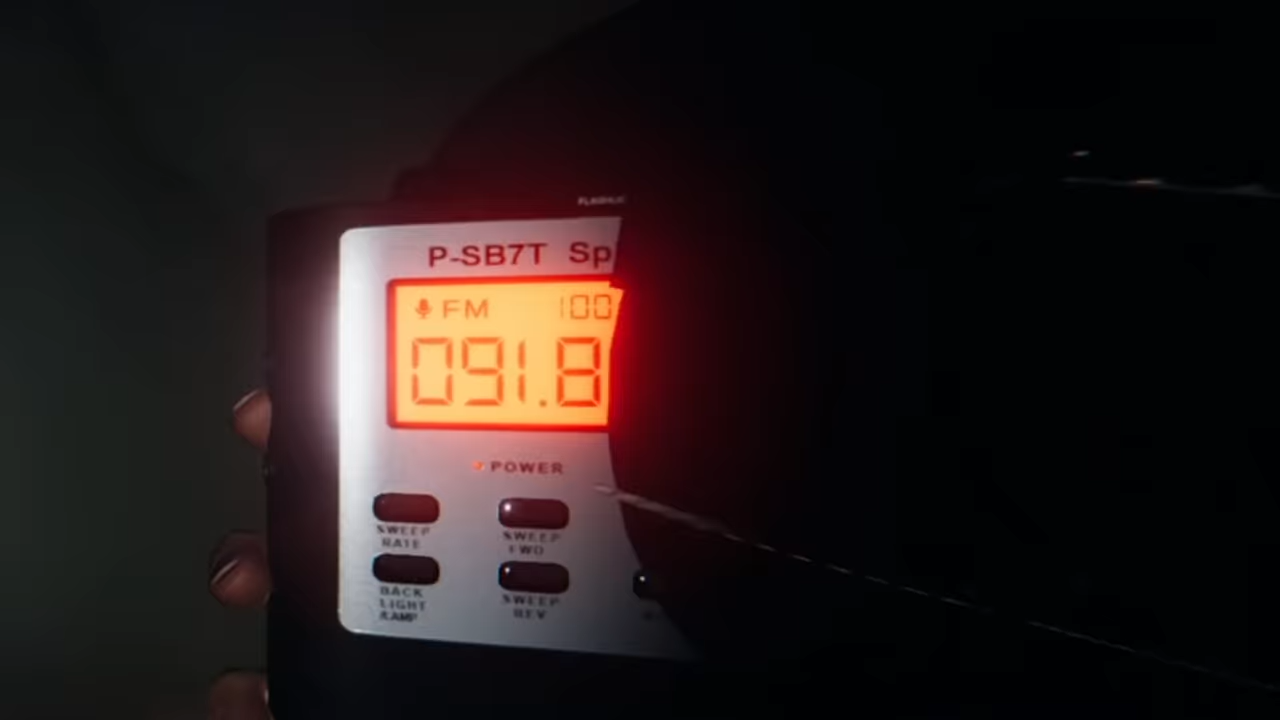 P-SB7T Sp
FM 100
091.8
POWER
SWEEP RATE
SWEEP FWD
BACK LIGHT /LAMP
SWEEP REV